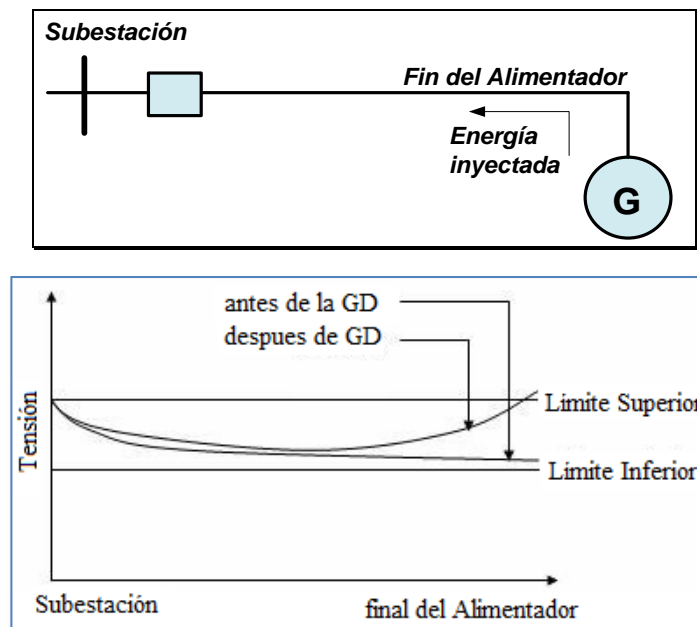 Subestación
Fin del Alimentador
Energía
inyectada
G
antes de la GD
despues de GD
Tensión
Limite Superior
Limite Inferior
Subestación
final del Alimentador